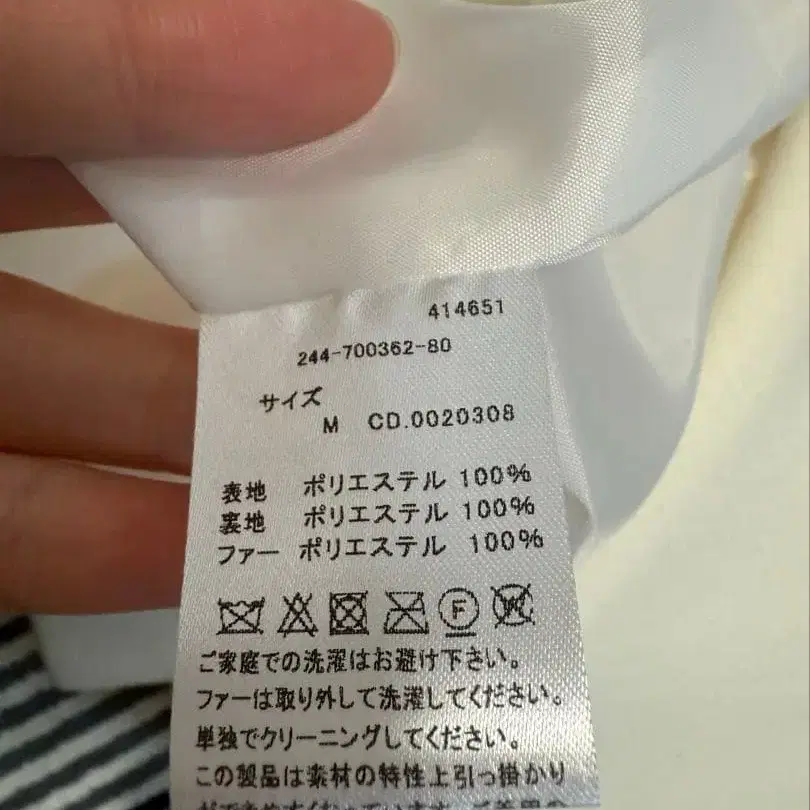 414651
244-700362-80
サイズ
M CD.0020308
表地 ポリエステル 100%
裏地 ポリエステル 100%
ファー ポリエステル 100%
F
W
ご家庭での洗濯はお避け下さい。
ファーは取り外して洗濯してください。
単独でクリーニングしてください。
この製品は素材の特性上引っ掛かり